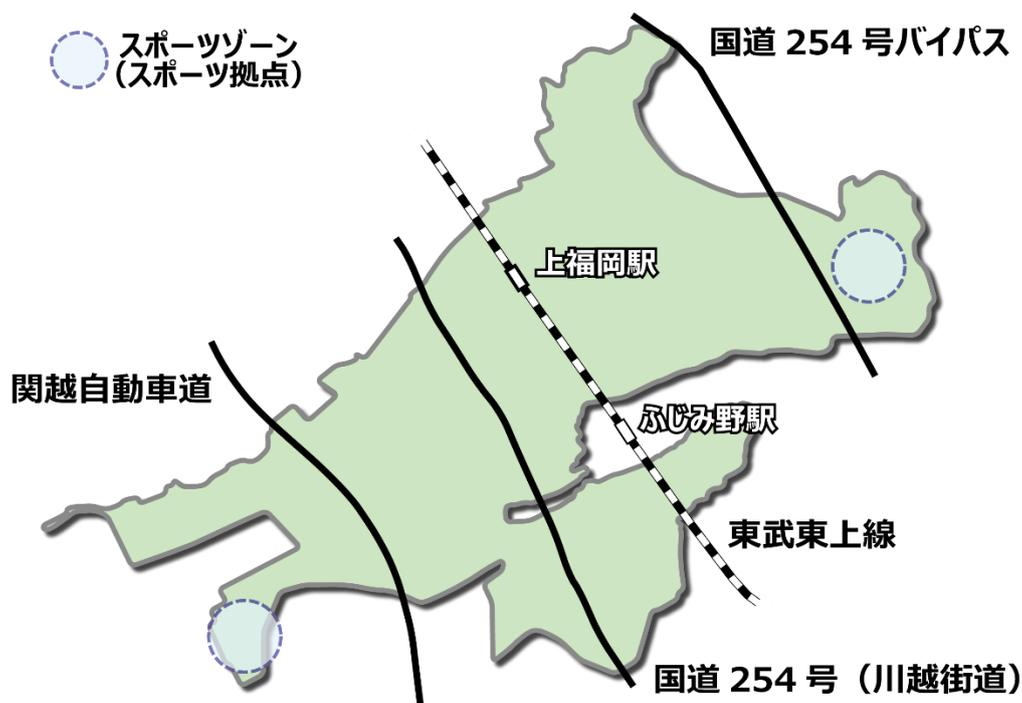 スポーツゾーン
（スポーツ拠点）
国道 254 号バイパス
上福岡駅
関越自動車道
ふじみ野駅
東武東上線
国道 254 号（川越街道）